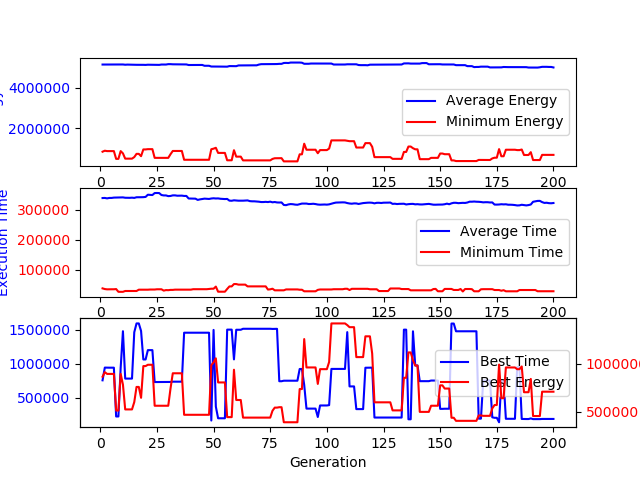 4000000
2000000
gy
Average Energy
Minimum Energy
0 25 50 75 100 125 150 175 200
300000
200000
100000
Execution Time
Average Time
Minimum Time
0 25 50 75 100 125 150 175 200
1500000
1000000
500000
Best Time
Best Energy
1000000
500000
0 25 50 75 100 125 150 175 200
Generation